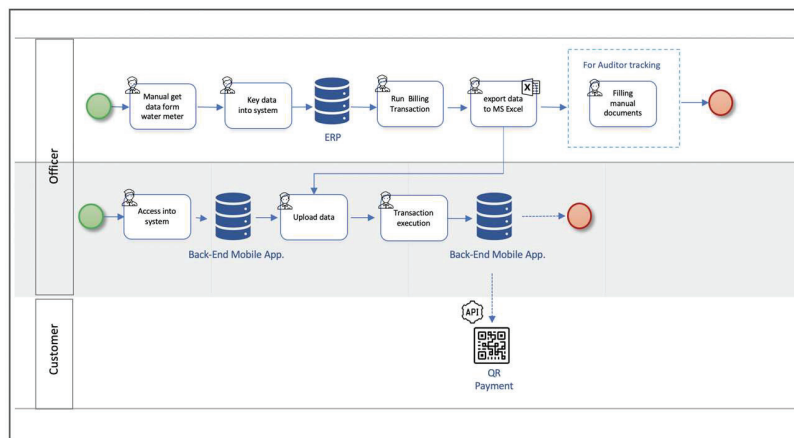 Officer
For Auditor tracking
Manual get
data form
water meter
Key data
into system
ERP
Run Billing
Transaction
export data
to MS Excel
X
Filling
manual
documents
Access into
system
Back-End Mobile App.
Upload data
Transaction
execution
Back-End Mobile App.
Customer
API
QR
Payment